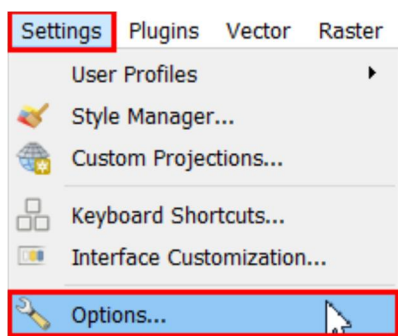 Settings Plugins Vector Raster
User Profiles
Style Manager...
Custom Projections...
Keyboard Shortcuts...
Interface Customization...
Options...